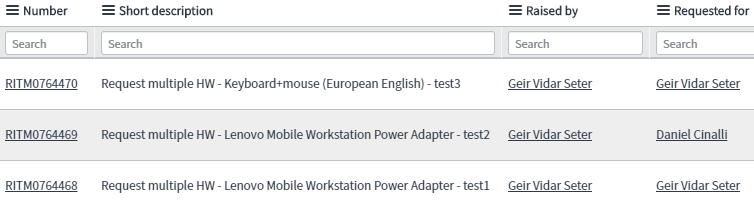 Number Short description Raised by Requested for
Search Search Search Search
RITM0764470 Request multiple HW - Keyboard+mouse (European English) - test3 Geir Vidar Seter Geir Vidar Seter
RITM0764469 Request multiple HW - Lenovo Mobile Workstation Power Adapter - test2 Geir Vidar Seter Daniel Cinalli
RITM0764468 Request multiple HW - Lenovo Mobile Workstation Power Adapter - test1 Geir Vidar Seter Geir Vidar Seter